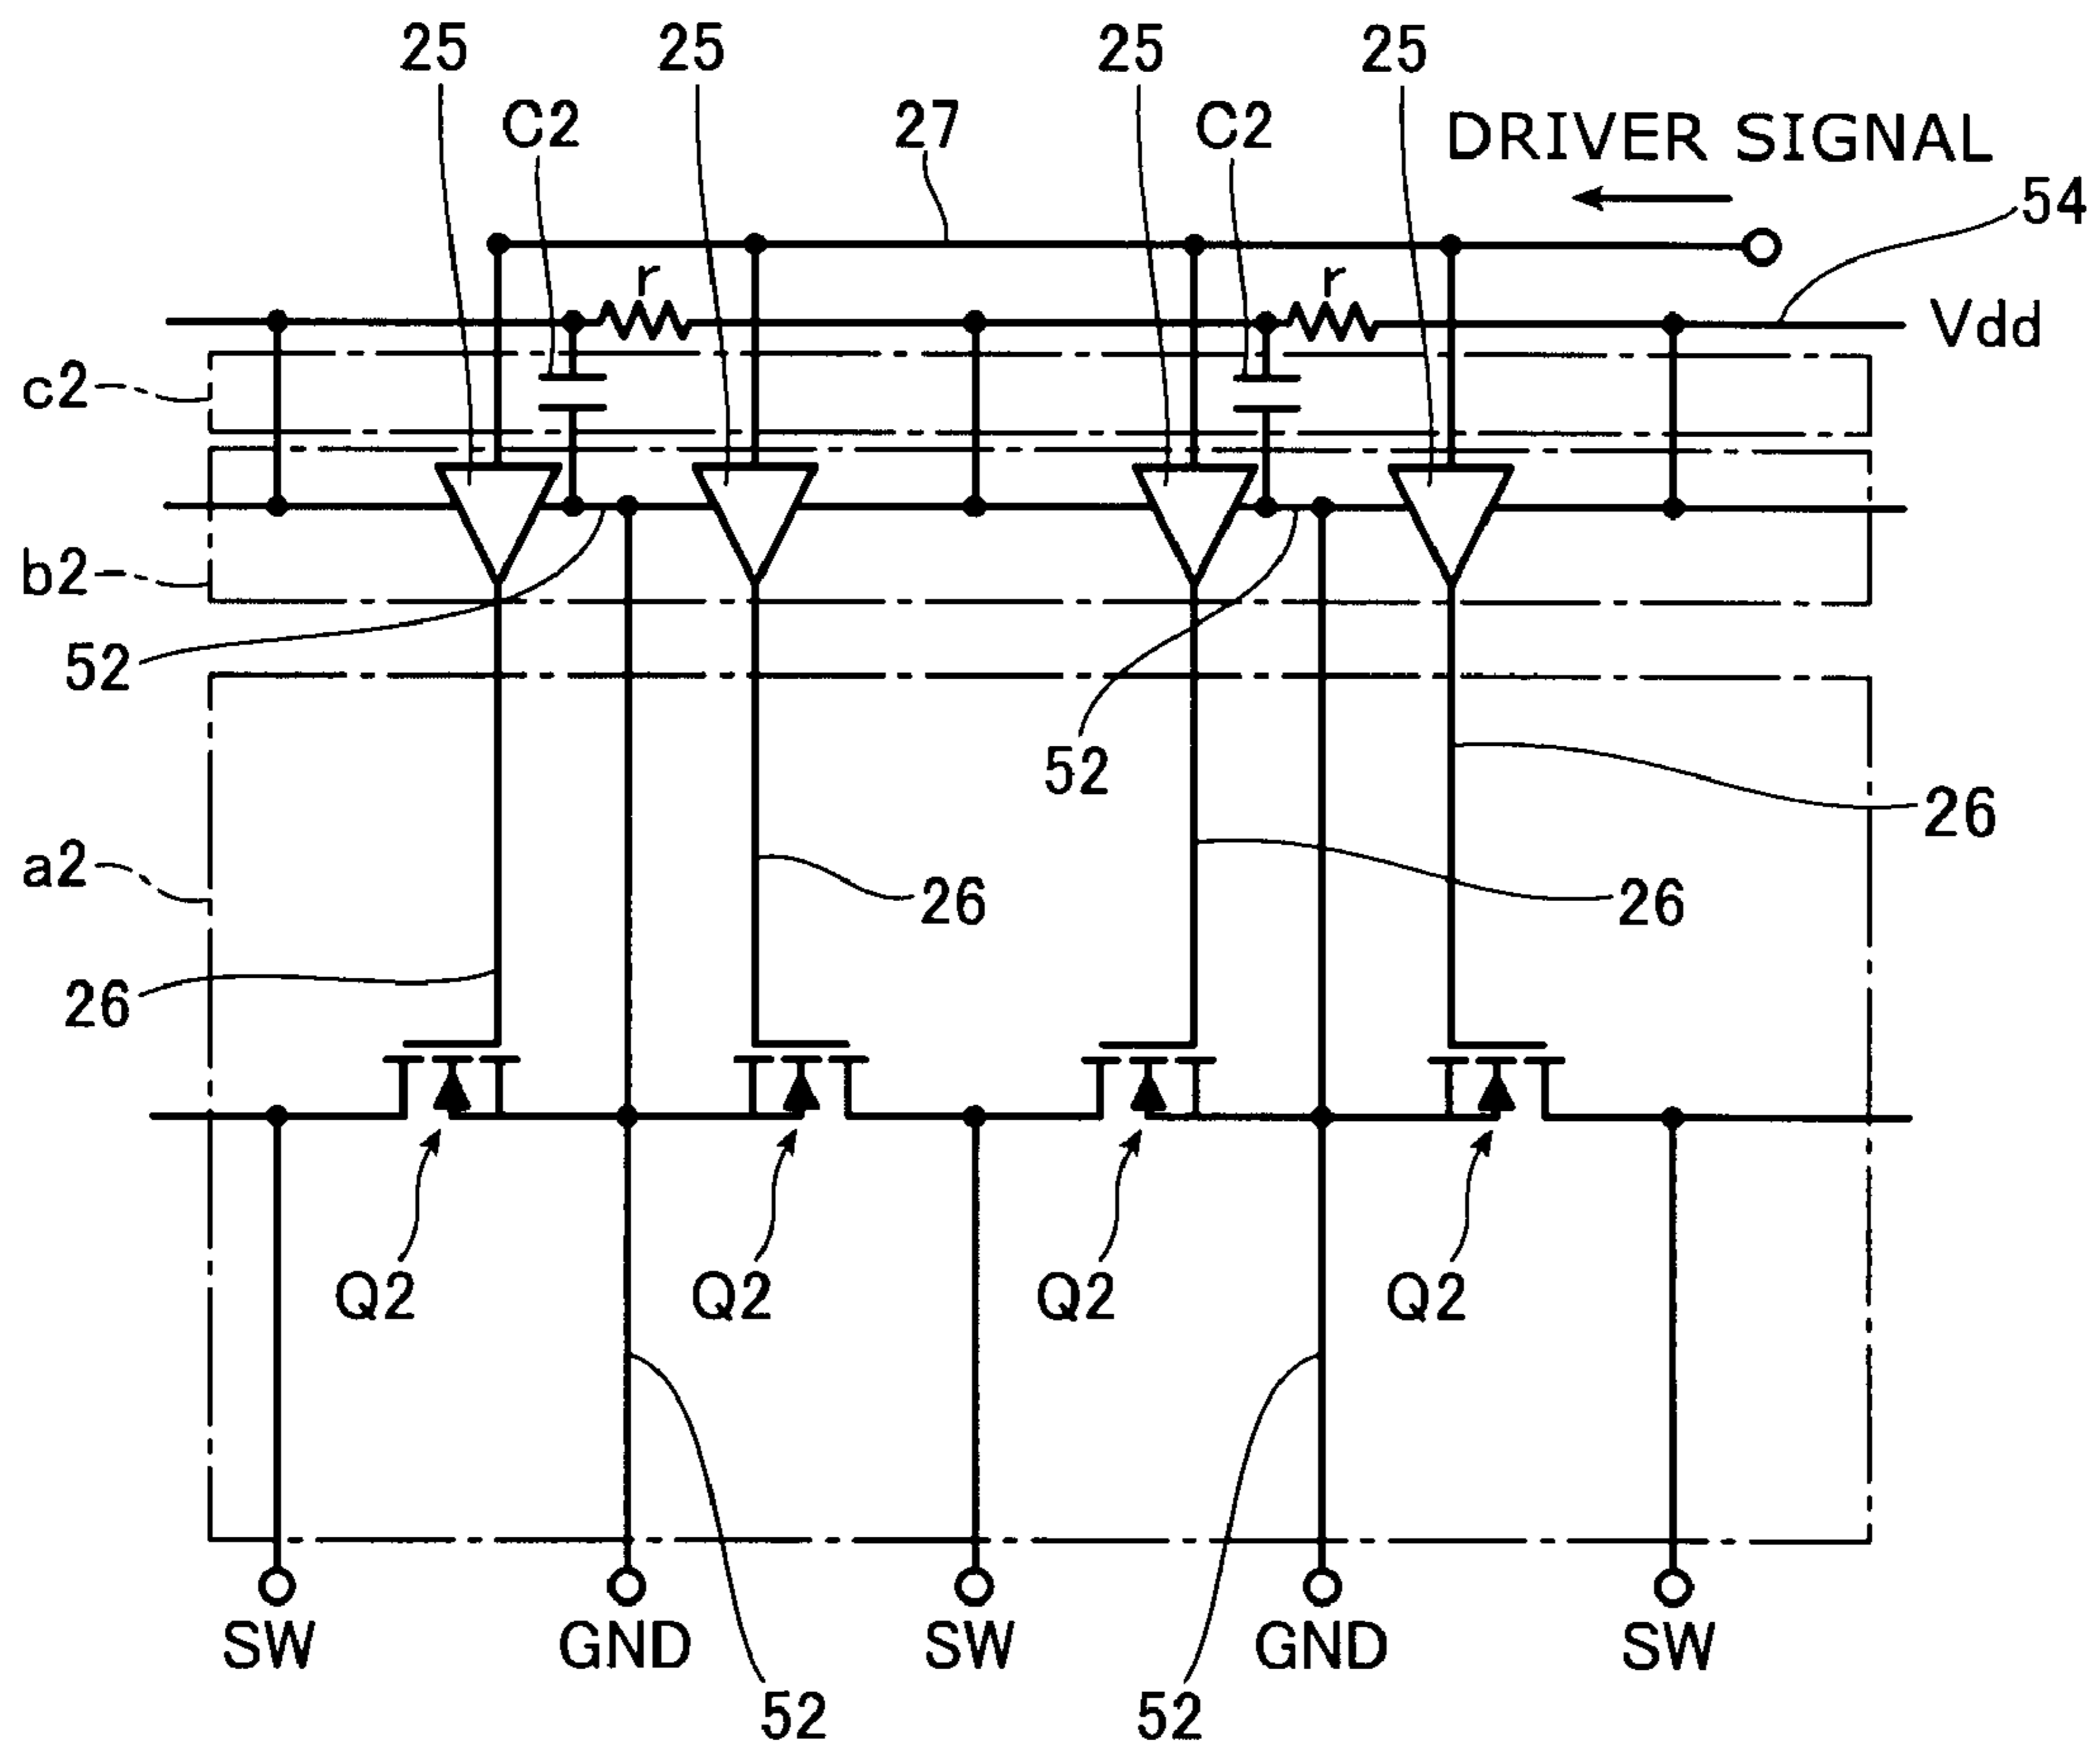 25 25 25 25
C2 27 C2 DRIVER SIGNAL
54
r r Vdd
c2
b2
52
52
26
a2
26 26
26
Q2 Q2 Q2 Q2
SW GND SW GND SW
52 52